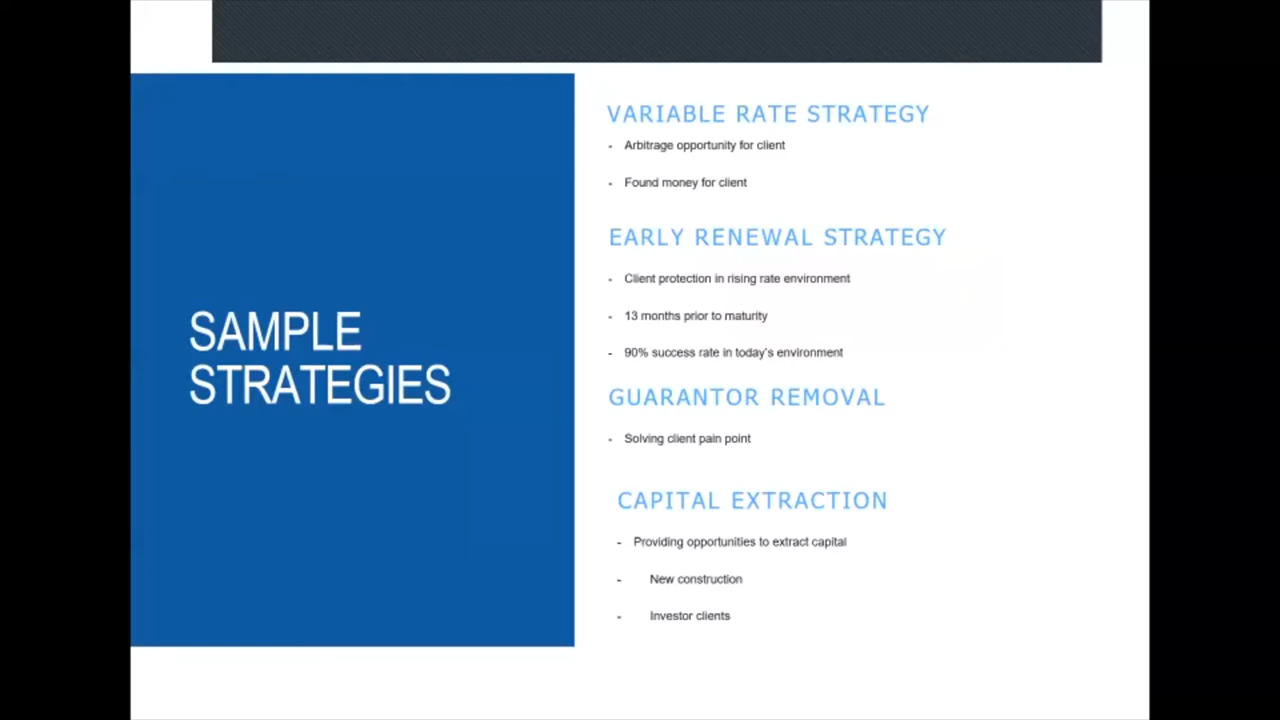 SAMPLE
STRATEGIES
VARIABLE RATE STRATEGY
- Arbitrage opportunity for client
- Found money for client
EARLY RENEWAL STRATEGY
- Client protection in rising rate environment
- 13 months prior to maturity
- 90% success rate in today's environment
GUARANTOR REMOVAL
- Solving client pain point
CAPITAL EXTRACTION
- Providing opportunities to extract capital
- New construction
- Investor clients